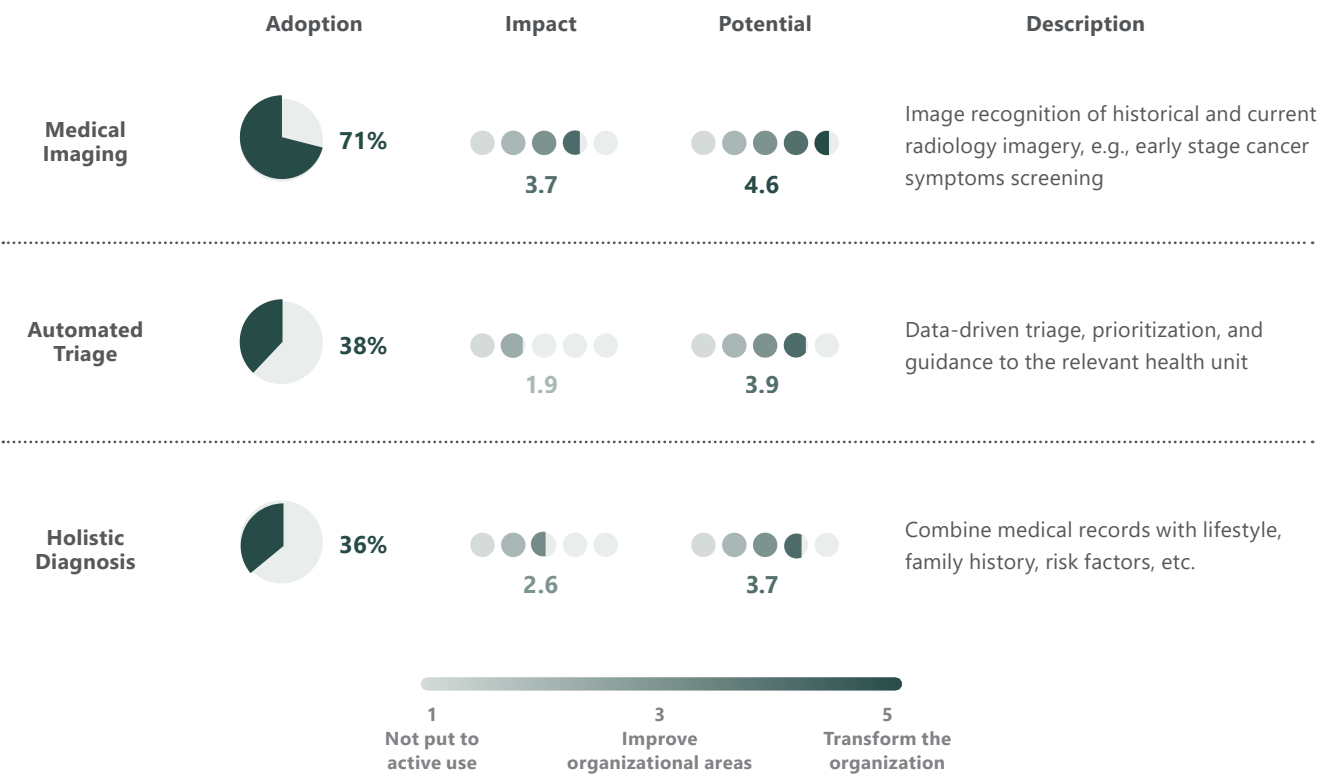 Adoption
Impact
Potential
Description
Medical
Imaging
71%
3.7
4.6
Image recognition of historical and current
radiology imagery, e.g., early stage cancer
symptoms screening
Automated
Triage
38%
1.9
3.9
Data-driven triage, prioritization, and
guidance to the relevant health unit
Holistic
Diagnosis
36%
2.6
3.7
Combine medical records with lifestyle,
family history, risk factors, etc.
1
Not put to
active use
3
Improve
organizational areas
5
Transform the
organization